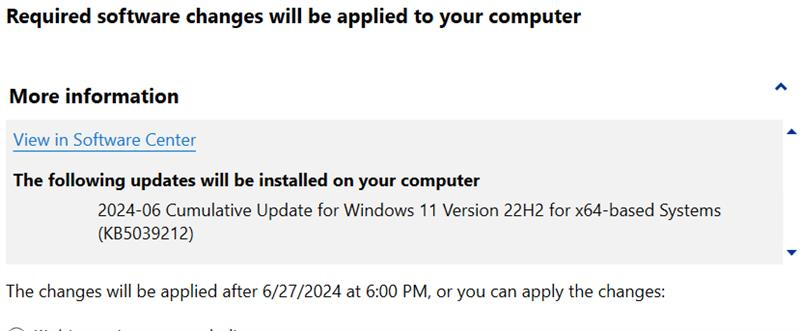 Required software changes will be applied to your computer
More information
View in Software Center
The following updates will be installed on your computer
2024-06 Cumulative Update for Windows 11 Version 22H2 for x64-based Systems
(KB5039212)
The changes will be applied after 6/27/2024 at 6:00 PM, or you can apply the changes: